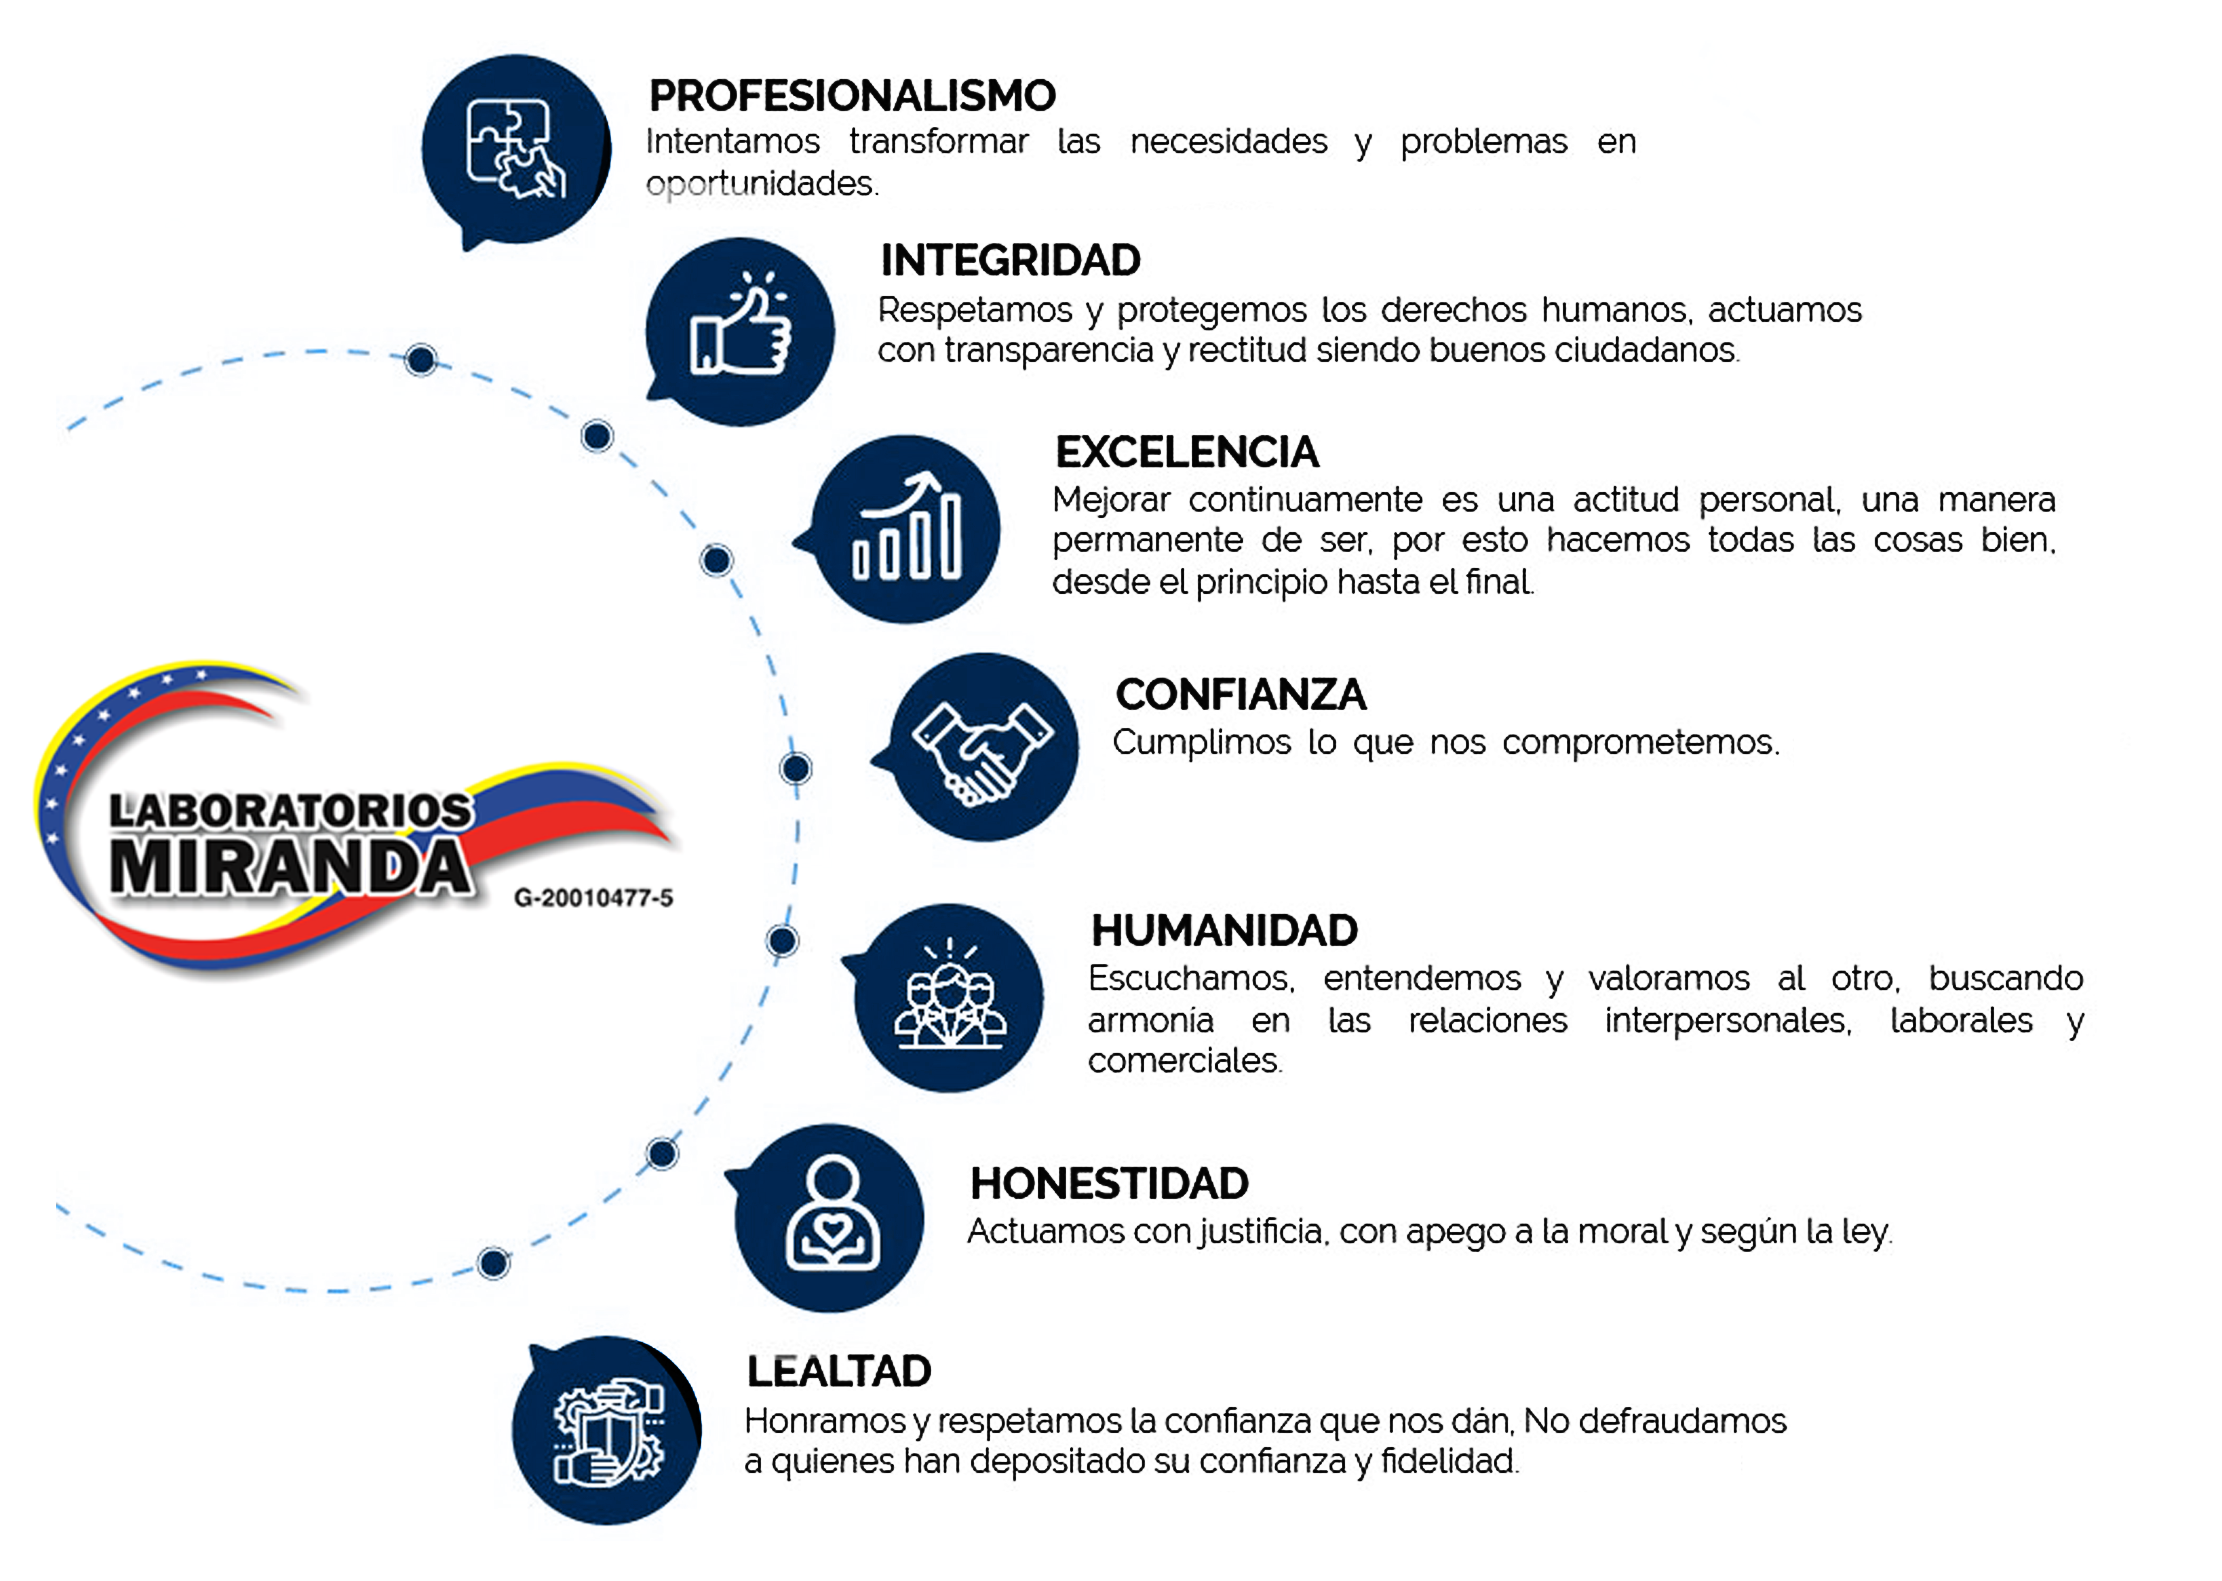 PROFESIONALISMO
Intentamos transformar las necesidades y problemas en
oportunidades.
INTEGRIDAD
Respetamos y protegemos los derechos humanos, actuamos
con transparencia y rectitud siendo buenos ciudadanos.
EXCELENCIA
Mejorar continuamente es una actitud personal, una manera
permanente de ser, por esto hacemos todas las cosas bien,
desde el principio hasta el final.
CONFIANZA
Cumplimos lo que nos comprometemos.
LABORATORIOS
MIRANDA
G-20010477-5
HUMANIDAD
Escuchamos, entendemos y valoramos al otro, buscando
armonía en las relaciones interpersonales, laborales y
comerciales.
HONESTIDAD
Actuamos con justificia, con apego a la moral y según la ley.
LEALTAD
Honramos y respetamos la confianza que nos dán, No defraudamos
a quienes han depositado su confianza y fidelidad.